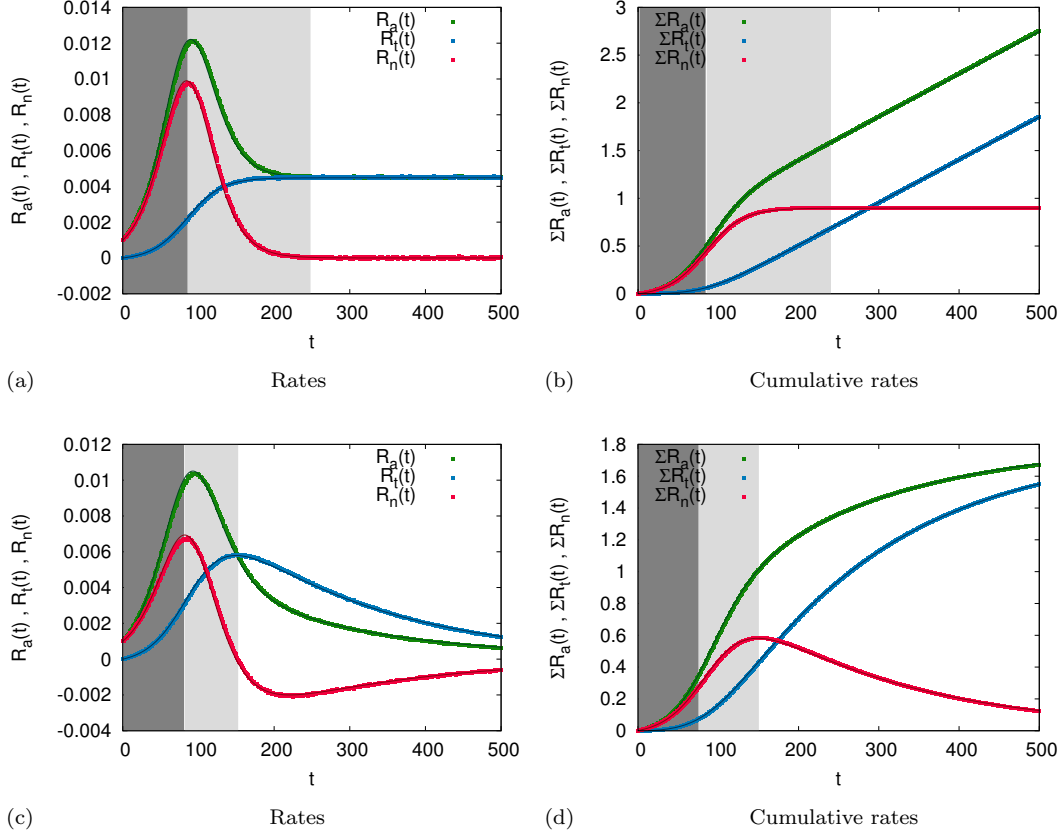 R_a(t) , R_t(t) , R_n(t)
0.014
0.012
0.01
0.008
0.006
0.004
0.002
0
-0.002
R_a(t)
R_t(t)
R_n(t)
0 100 200 300 400 500
t
(a) Rates
ΣR_a(t) , ΣR_t(t) , ΣR_n(t)
3
2.5
2
1.5
1
0.5
0
ΣR_a(t)
ΣR_t(t)
ΣR_n(t)
0 100 200 300 400 500
t
(b) Cumulative rates
R_a(t) , R_t(t) , R_n(t)
0.012
0.01
0.008
0.006
0.004
0.002
0
-0.002
-0.004
R_a(t)
R_t(t)
R_n(t)
0 100 200 300 400 500
t
(c) Rates
ΣR_a(t) , ΣR_t(t) , ΣR_n(t)
1.8
1.6
1.4
1.2
1
0.8
0.6
0.4
0.2
0
ΣR_a(t)
ΣR_t(t)
ΣR_n(t)
0 100 200 300 400 500
t
(d) Cumulative rates